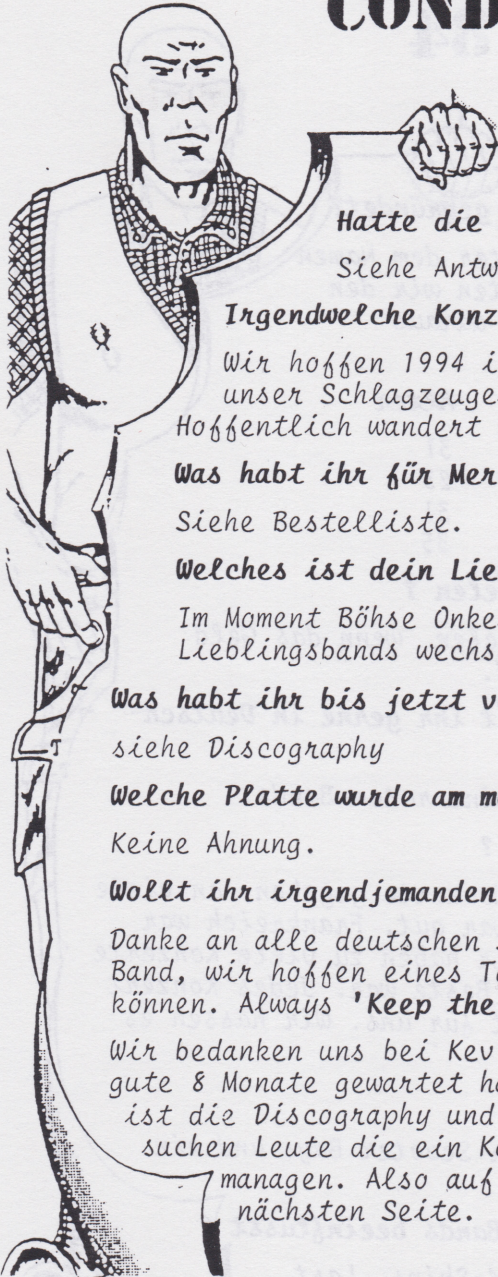 COND
Hatte die
Siehe Antw
Irgendwelche Konz
Wir hoffen 1994 i
unser Schlagzeuge
Hoffentlich wandert
Was habt ihr für Mer
Siehe Bestelliste.
Welches ist dein Lie
Im Moment Böhse Onke
Lieblingsbands wechs
Was habt ihr bis jetzt v
siehe Discography
Welche Platte wurde am m
Keine Ahnung.
Wollt ihr irgendjemanden
Danke an alle deutschen
Band, wir hoffen eines T
können. Always 'Keep the
Wir bedanken uns bei Kev
gute 8 Monate gewartet h
ist die Discography und
suchen Leute die ein K
managen. Also auf
nächsten Seite.